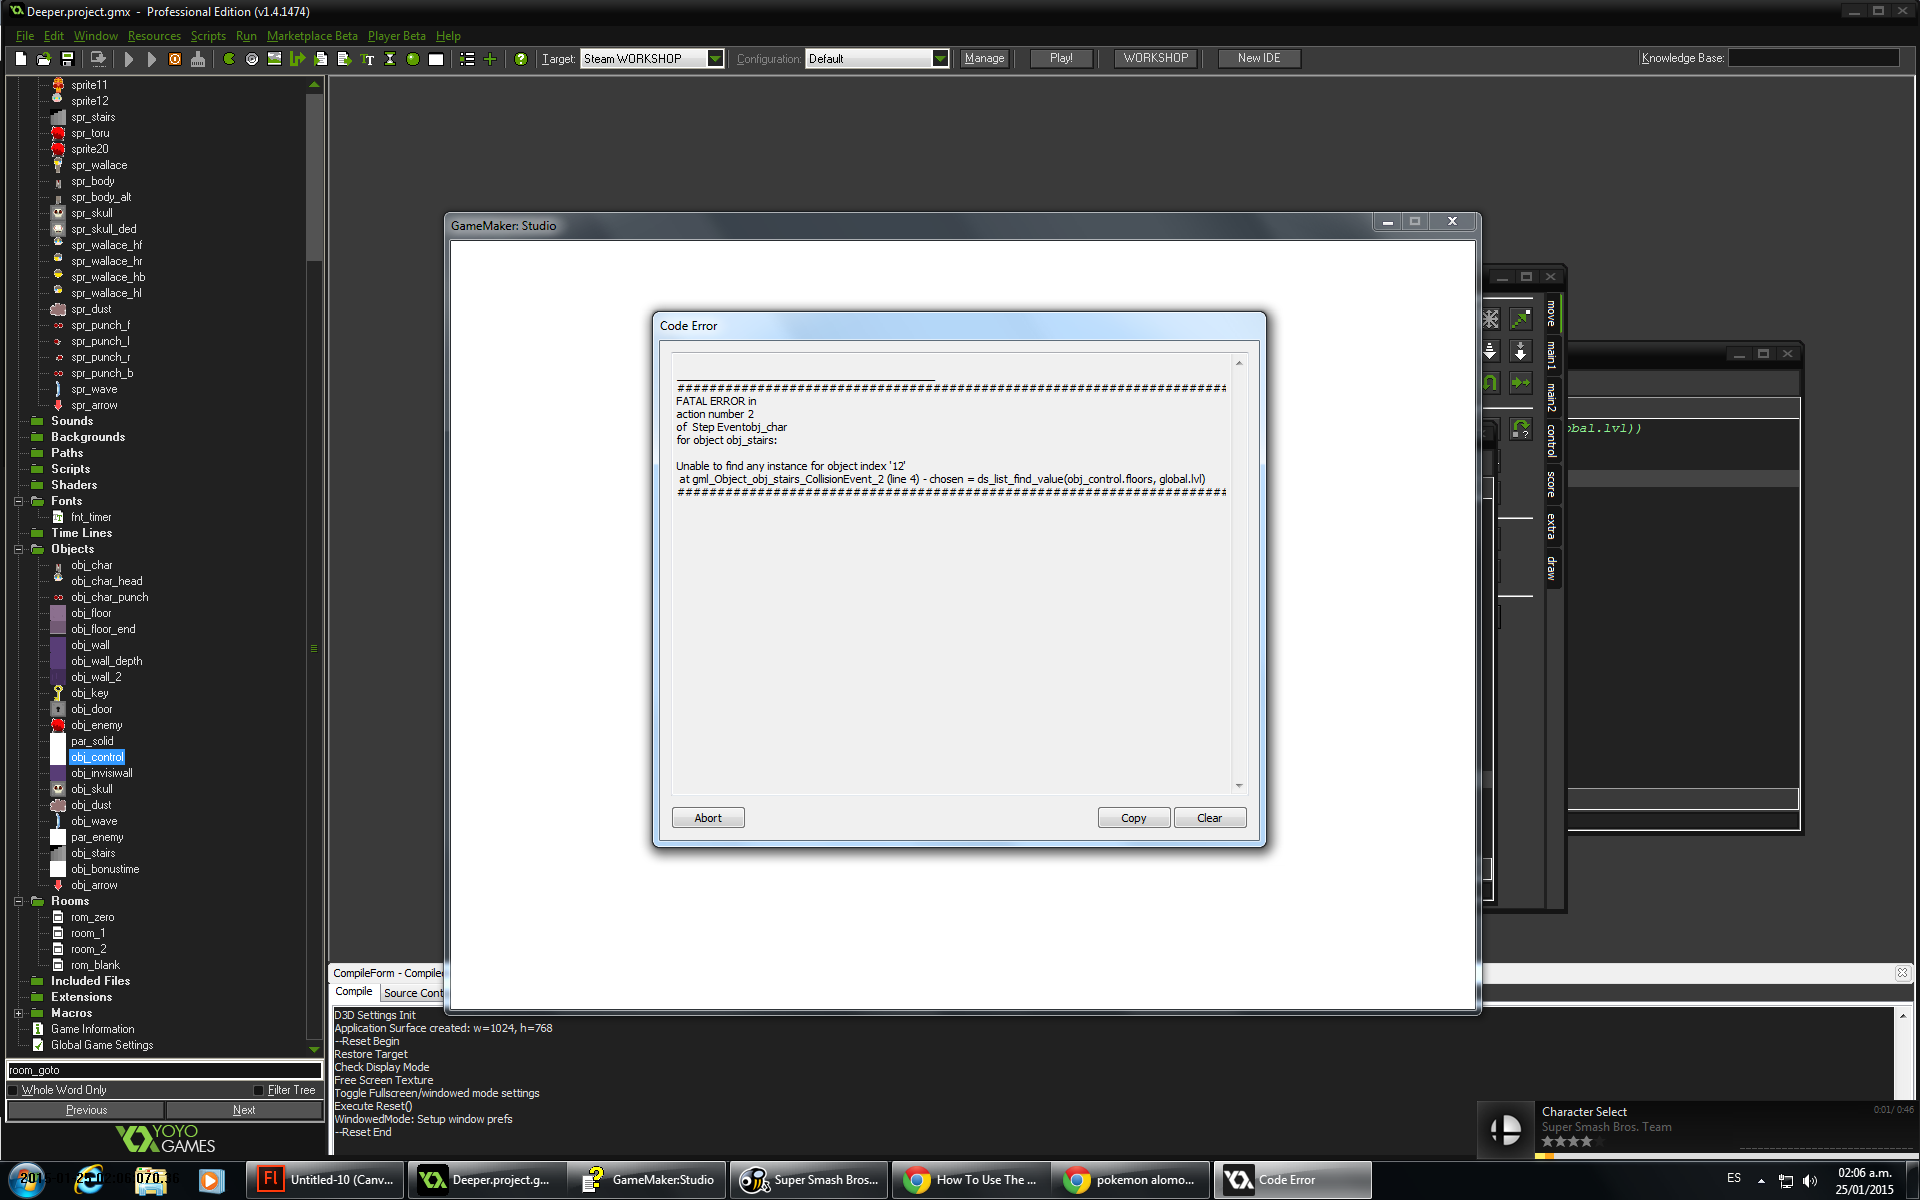 Deeper.project.gmx - Professional Edition (v1.4.1474)
File Edit Window Resources Scripts Run Marketplace Beta Player Beta Help
Target: Steam WORKSHOP Configuration: Default Manage Play! WORKSHOP New IDE Knowledge Base:
sprite11
sprite12
spr_stairs
spr_toru
sprite20
spr_wallace
spr_body
spr_body_alt
spr_skull
spr_skull_ded
spr_wallace_hf
spr_wallace_hr
spr_wallace_hb
spr_wallace_hl
spr_dust
spr_punch_f
spr_punch_l
spr_punch_r
spr_punch_b
spr_wave
spr_arrow
Sounds
Backgrounds
Paths
Scripts
Shaders
Fonts
fnt_timer
Time Lines
Objects
obj_char
obj_char_head
obj_char_punch
obj_floor
obj_floor_end
obj_wall
obj_wall_depth
obj_wall_2
obj_key
obj_door
obj_enemy
par_solid
obj_control
obj_invisiwall
obj_skull
obj_dust
obj_wave
par_enemy
obj_stairs
obj_bonustime
obj_arrow
Rooms
rom_zero
room_1
room_2
rom_blank
Included Files
Extensions
Macros
Game Information
Global Game Settings
room_goto
Whole Word Only Filter Tree
Previous Next
YOYO
GAMES
GameMaker: Studio
Code Error
FATAL ERROR in
action number 2
of Step Eventobj_char
for object obj_stairs:
Unable to find any instance for object index '12'
at gml_Object_obj_stairs_CollisionEvent_2 (line 4) - chosen = ds_list_find_value(obj_control.floors, global.lvl)
Abort Copy Clear
move
main1
main2
control
score
extra
draw
obal.lvl))
CompileForm - Compile
Compile Source Cont
D3D Settings Init
Application Surface created: w=1024, h=768
--Reset Begin
Restore Target
Check Display Mode
Free Screen Texture
Toggle Fullscreen/windowed mode settings
Execute Reset()
WindowedMode: Setup window prefs
--Reset End
Character Select 0:01/ 0:46
Super Smash Bros. Team
Untitled-10 (Canv...
Deeper.project.g...
GameMaker:Studio
Super Smash Bros...
How To Use The ...
pokemon alomo...
Code Error
ES
02:06 a.m.
25/01/2015